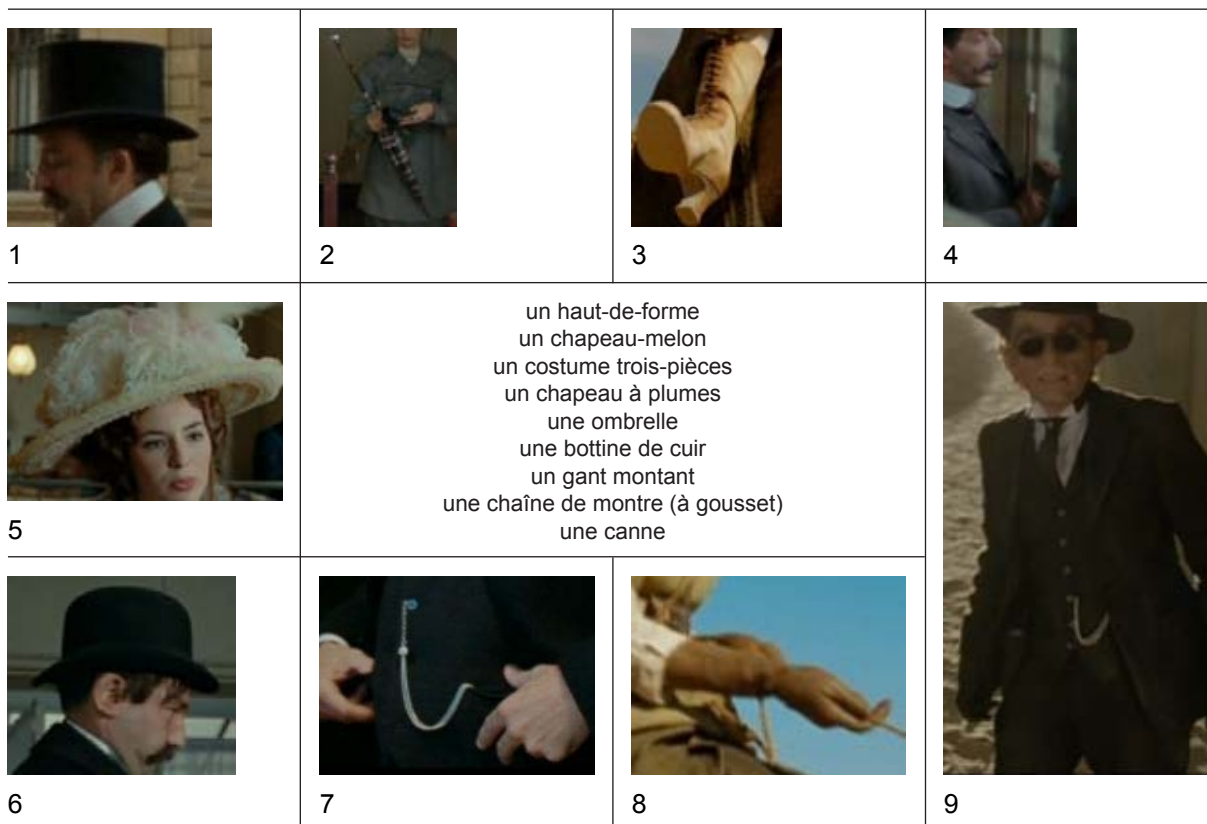 1
2
3
4
5
un haut-de-forme
un chapeau-melon
un costume trois-pièces
un chapeau à plumes
une ombrelle
une bottine de cuir
un gant montant
une chaîne de montre (à gousset)
une canne
6
7
8
9